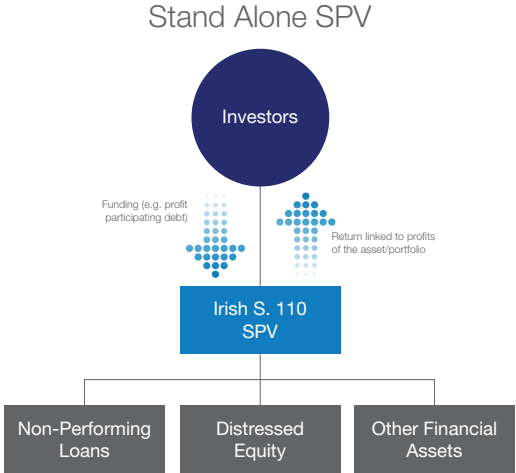 Stand Alone SPV
Investors
Funding (e.g. profit
participating debt)
Return linked to profits
of the asset/portfolio
Irish S. 110
SPV
Non-Performing
Loans
Distressed
Equity
Other Financial
Assets